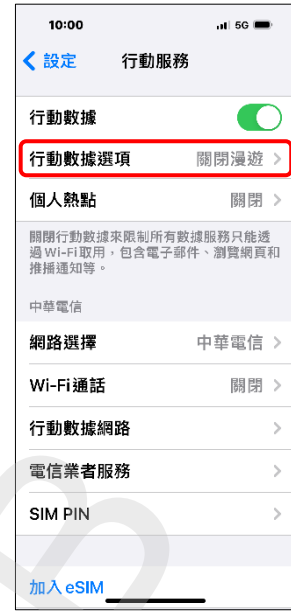 10:00 5G
設定 行動服務
行動數據
行動數據選項 關閉漫遊
個人熱點 關閉
關閉行動數據來限制所有數據服務只能透
過 Wi-Fi 取用，包含電子郵件、瀏覽網頁和
推播通知等。
中華電信
網路選擇 中華電信
Wi-Fi 通話 關閉
行動數據網路
電信業者服務
SIM PIN
加入 eSIM